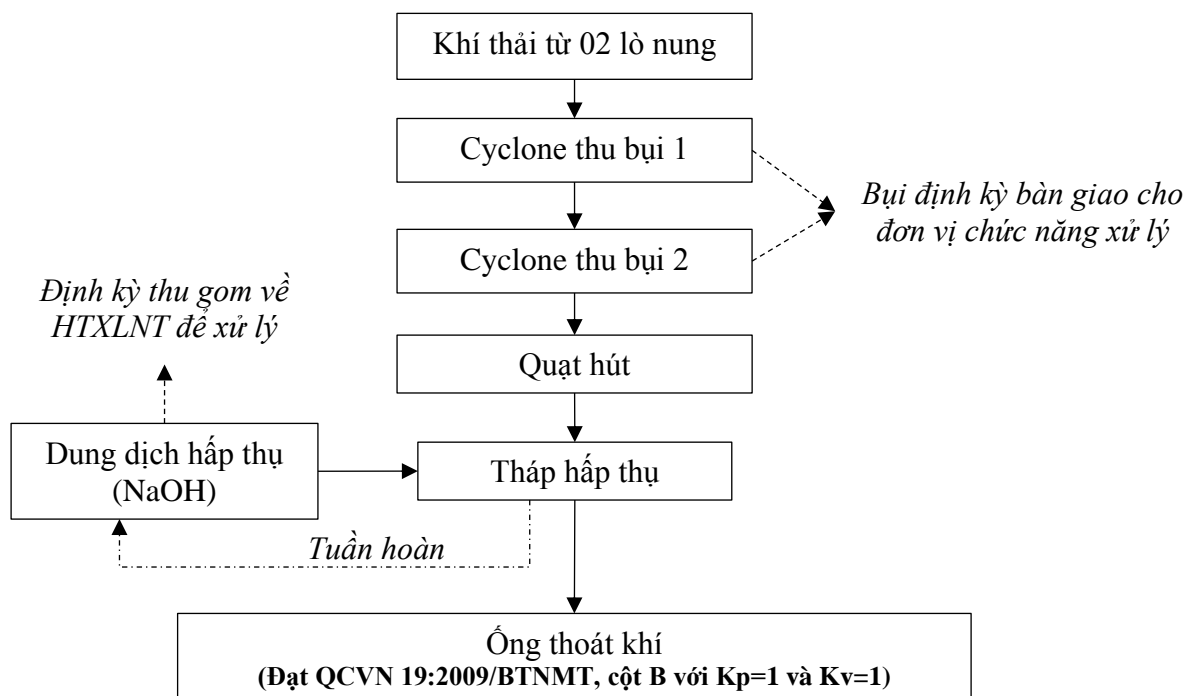 Khí thải từ 02 lò nung
Cyclone thu bụi 1
Bụi định kỳ bàn giao cho
đơn vị chức năng xử lý
Cyclone thu bụi 2
Định kỳ thu gom về
HTXLNT để xử lý
Quạt hút
Dung dịch hấp thụ
(NaOH)
Tháp hấp thụ
Tuần hoàn
Ống thoát khí
(Đạt QCVN 19:2009/BTNMT, cột B với Kp=1 và Kv=1)